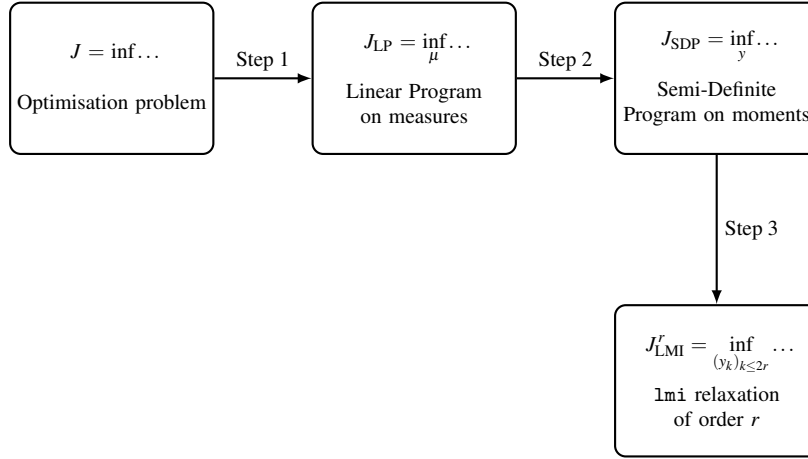 J = inf …
Optimisation problem
Step 1
J_LP = inf_μ …
Linear Program
on measures
Step 2
J_SDP = inf_y …
Semi-Definite
Program on moments
Step 3
J^r_LMI = inf_{(y_k)_{k≤2r}} …
lmi relaxation
of order r